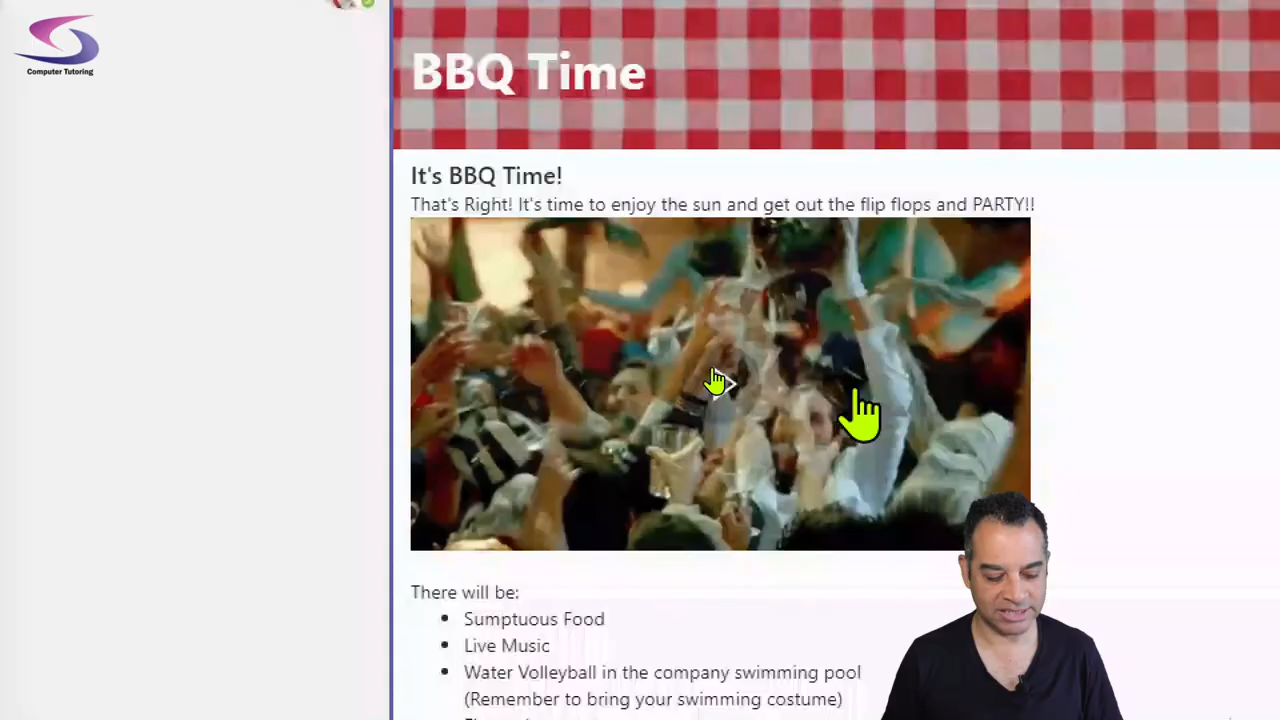 Computer Tutoring
BBQ Time
It's BBQ Time!
That's Right! It's time to enjoy the sun and get out the flip flops and PARTY!!
There will be:
• Sumptuous Food
• Live Music
• Water Volleyball in the company swimming pool
(Remember to bring your swimming costume)